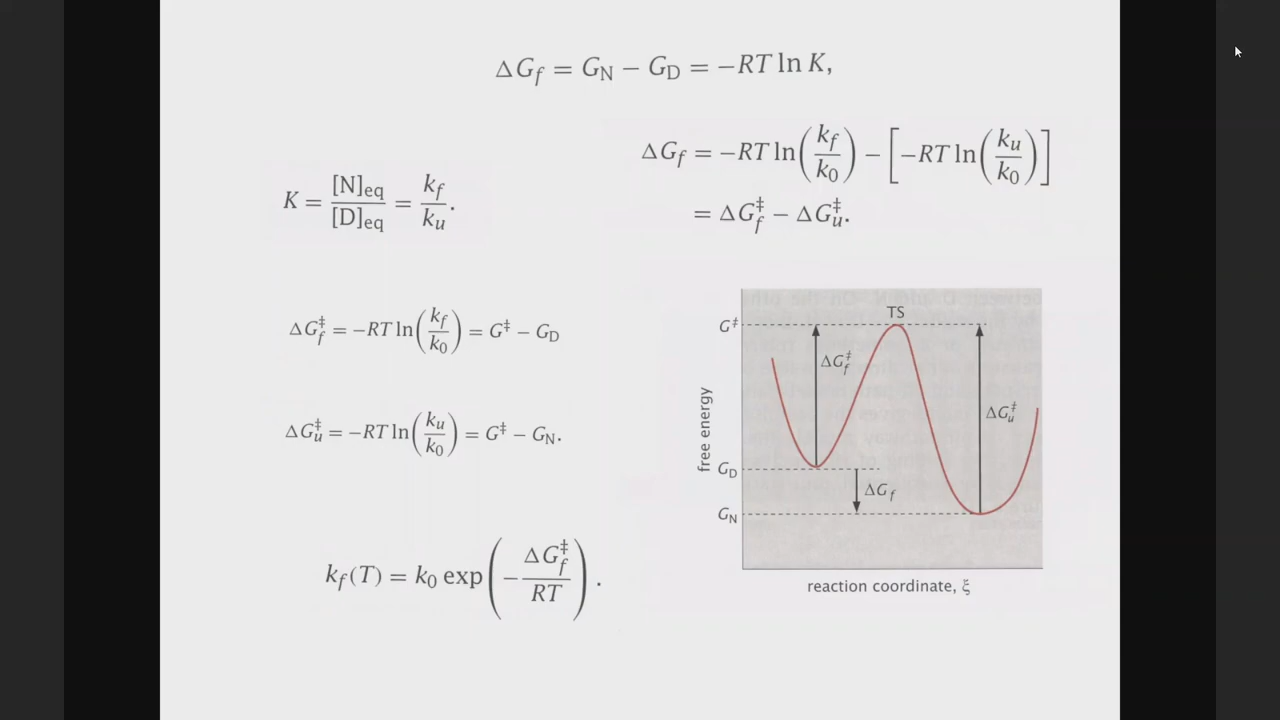 ΔG_f = G_N − G_D = −RT ln K,
ΔG_f = −RT ln(k_f/k_0) − [−RT ln(k_u/k_0)]
= ΔG_f^‡ − ΔG_u^‡.
K = [N]_eq/[D]_eq = k_f/k_u.
ΔG_f^‡ = −RT ln(k_f/k_0) = G^‡ − G_D
ΔG_u^‡ = −RT ln(k_u/k_0) = G^‡ − G_N.
k_f(T) = k_0 exp(−ΔG_f^‡/RT).
TS
G^‡
ΔG_f^‡
ΔG_u^‡
free energy
G_D
ΔG_f
G_N
reaction coordinate, ξ